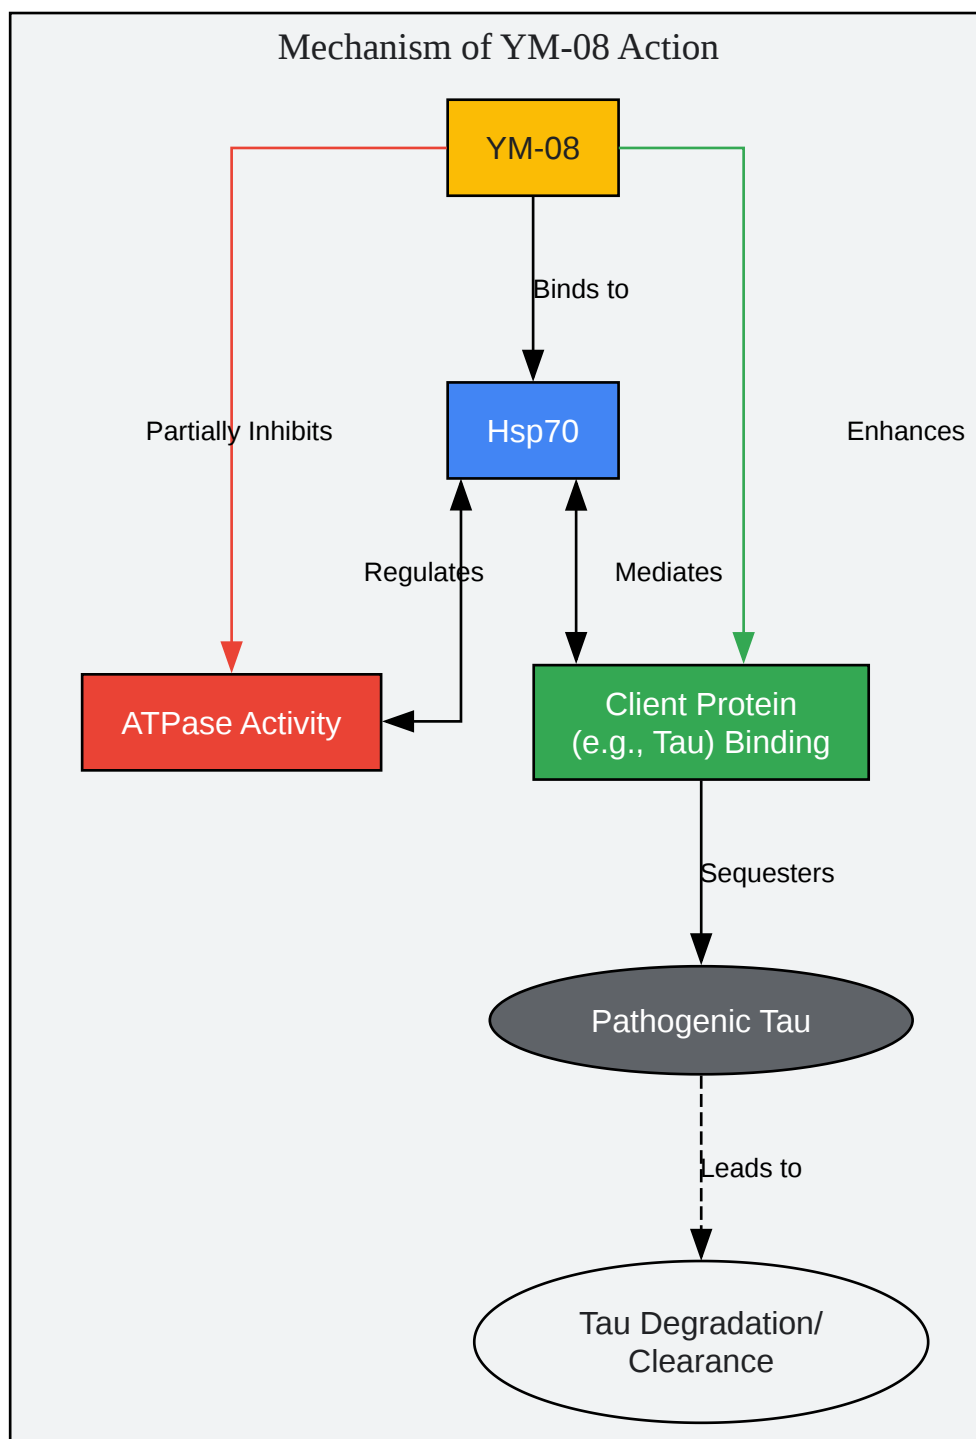 Mechanism of YM-08 Action
YM-08
Binds to
Hsp70
Partially Inhibits
Enhances
Regulates
Mediates
ATPase Activity
Client Protein
(e.g., Tau) Binding
Sequesters
Pathogenic Tau
Leads to
Tau Degradation/
Clearance